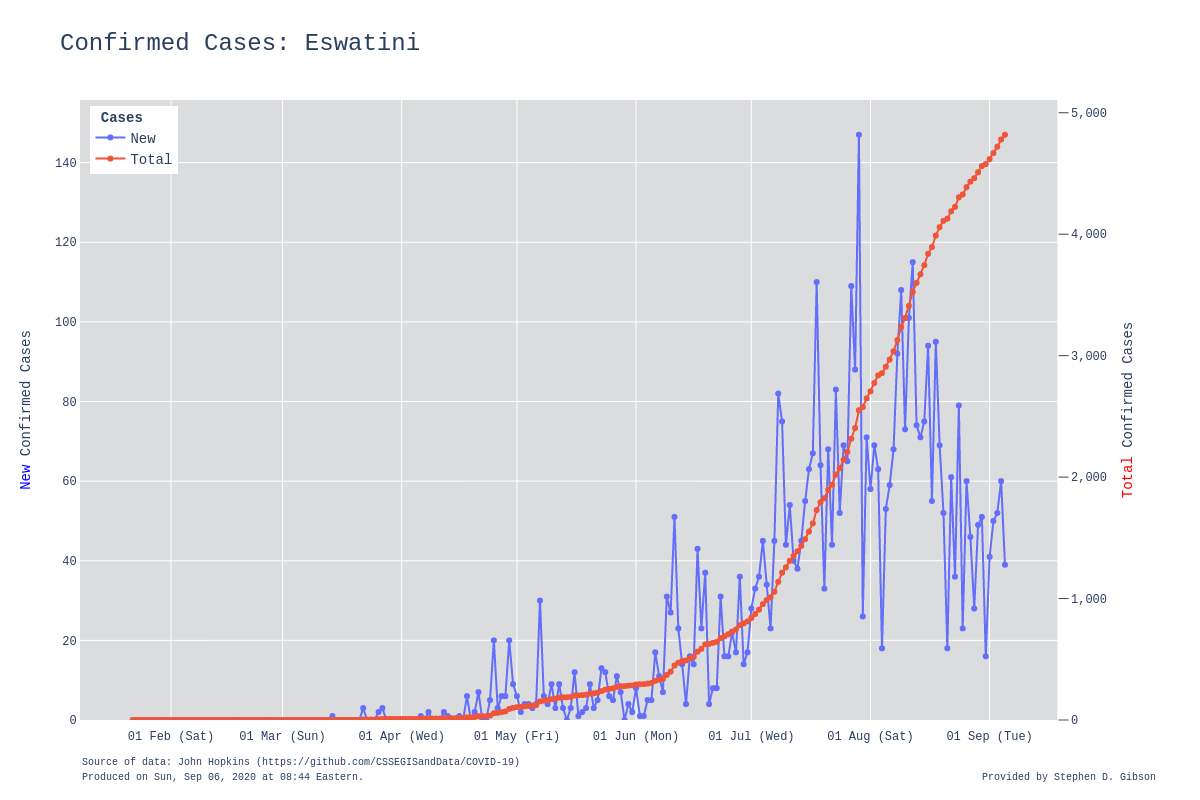 Confirmed Cases: Eswatini
Cases
New
Total
140
120
100
80
60
40
20
0
5,000
4,000
3,000
2,000
1,000
0
New Confirmed Cases
Total Confirmed Cases
01 Feb (Sat) 01 Mar (Sun) 01 Apr (Wed) 01 May (Fri) 01 Jun (Mon) 01 Jul (Wed) 01 Aug (Sat) 01 Sep (Tue)
Source of data: John Hopkins (https://github.com/CSSEGISandData/COVID-19)
Produced on Sun, Sep 06, 2020 at 08:44 Eastern.
Provided by Stephen D. Gibson